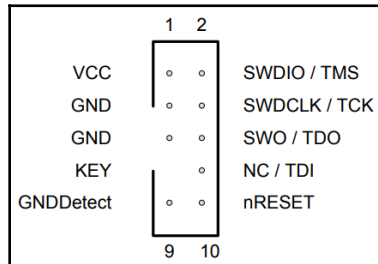 1 2
VCC SWDIO / TMS
GND SWDCLK / TCK
GND SWO / TDO
KEY NC / TDI
GNDDetect nRESET
9 10